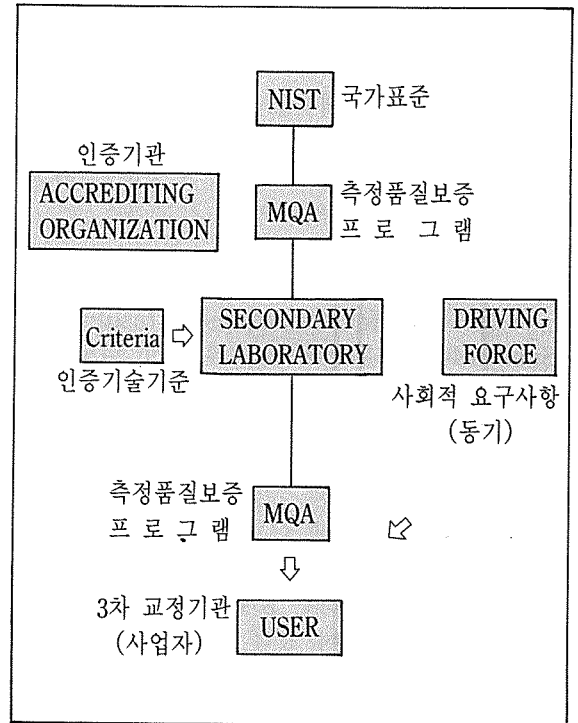 NIST 국가표준
인증기관
ACCREDITING
ORGANIZATION
MQA
측정품질보증
프 로 그 램
Criteria
인증기술기준
SECONDARY
LABORATORY
DRIVING
FORCE
사회적 요구사항
(동기)
측정품질보증
프 로 그 램
MQA
3차 교정기관
(사업자)
USER